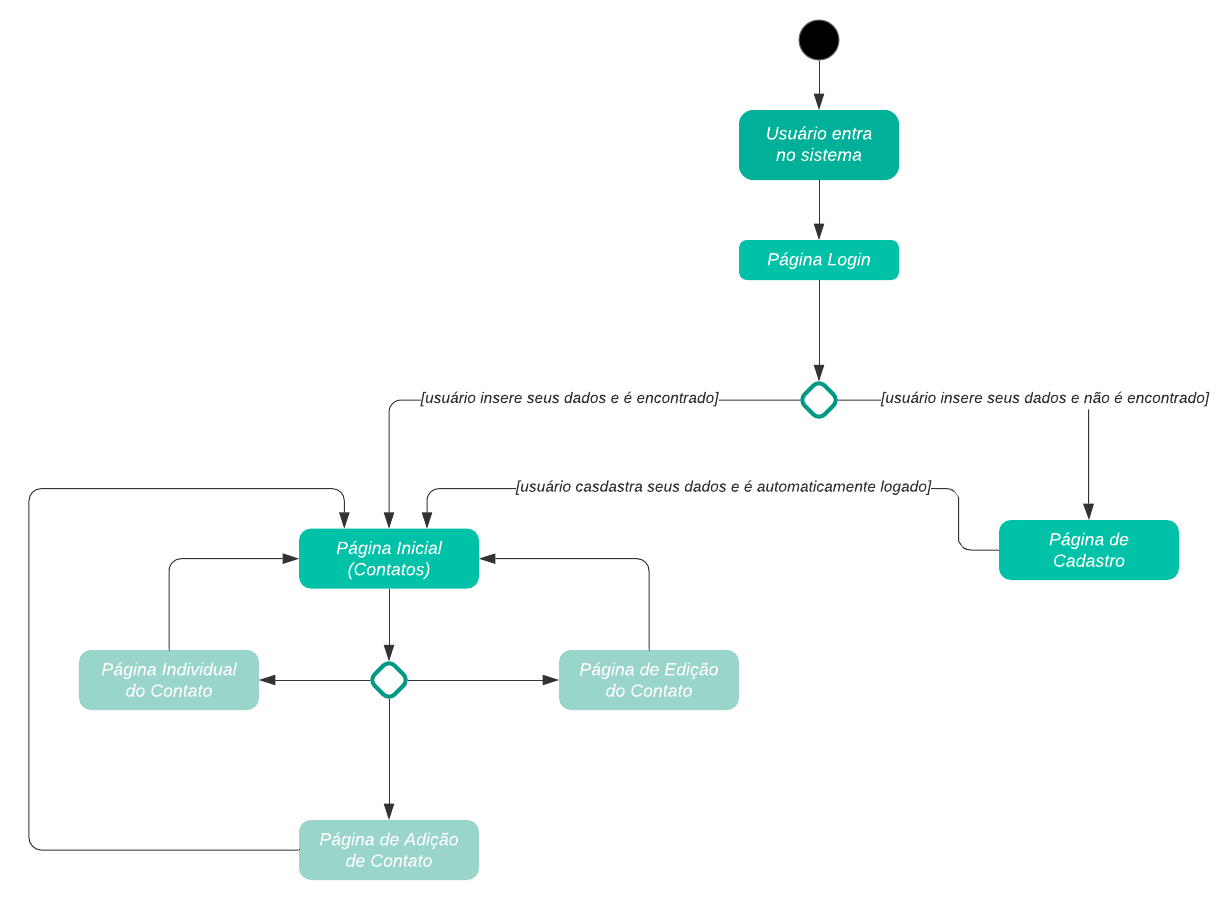 Usuário entra
no sistema
Página Login
[usuário insere seus dados e é encontrado]
[usuário insere seus dados e não é encontrado]
[usuário casdastra seus dados e é automaticamente logado]
Página Inicial
(Contatos)
Página de
Cadastro
Página Individual
do Contato
Página de Edição
do Contato
Página de Adição
de Contato